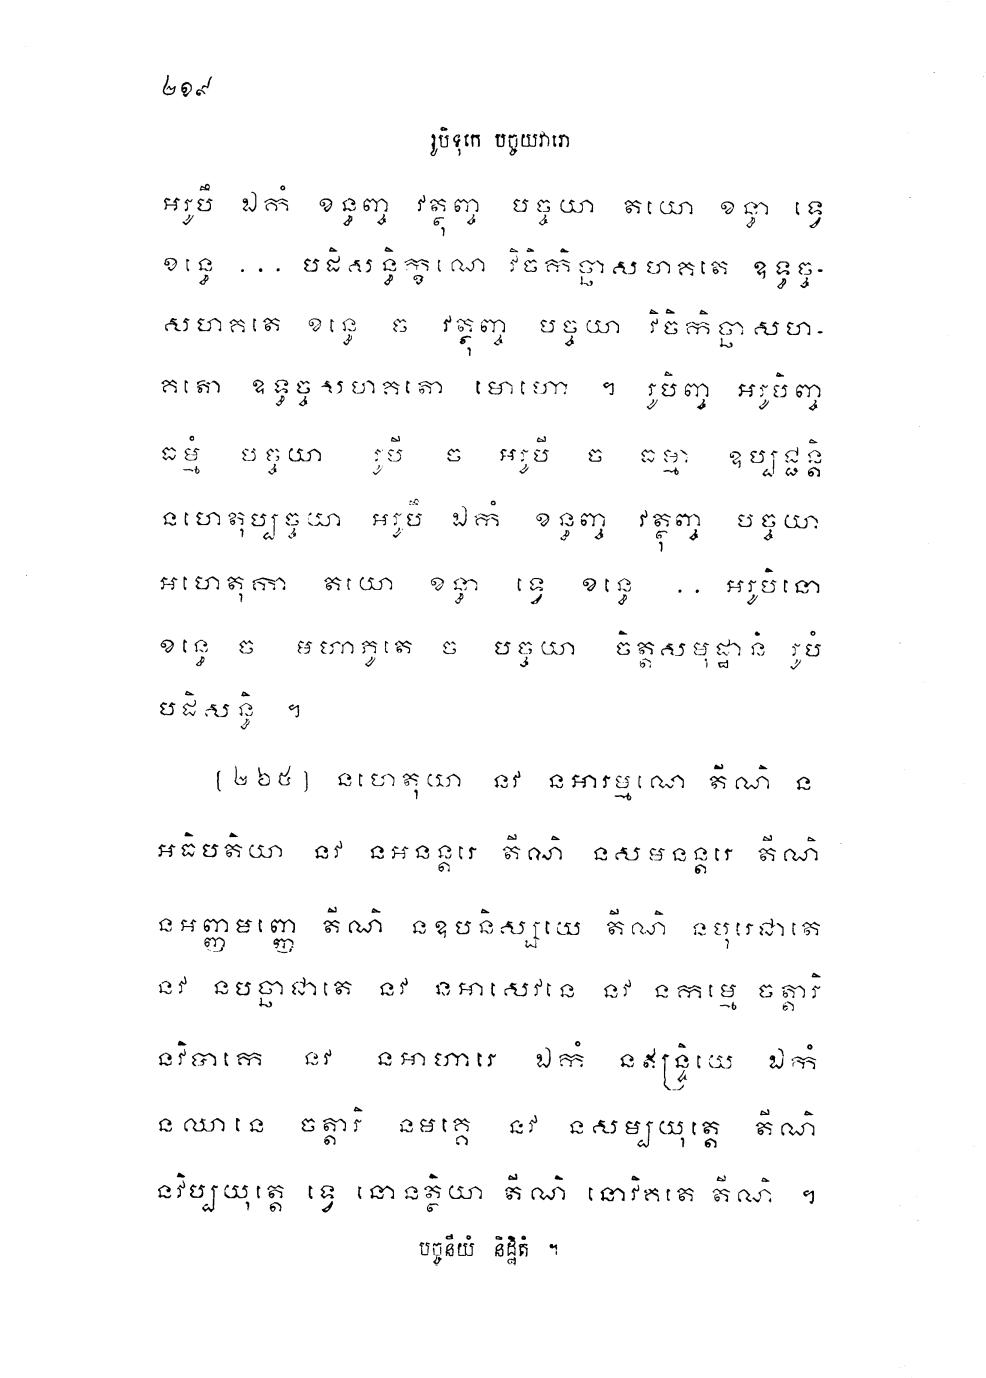 ២១៩
រូបិទុកេ បច្ចយវារោ
អរូបឹ ឯកំ ខន្ធញ្ច វត្ថុញ្ច បច្ចយា តយោ ខន្ធា ទ្វេ
ខន្ធេ ... បដិសន្ធិក្ខណេ វិចិកិច្ឆាសហគតេ ឧទ្ធច្ច-
សហគតេ ខន្ធេ ច វត្ថុញ្ច បច្ចយា វិចិកិច្ឆាសហ-
គតោ ឧទ្ធច្ចសហគតោ មោហោ ។ រូបិញ្ច អរូបិញ្ច
ធម្មំ បច្ចយា រូបី ច អរូបី ច ធម្មា ឧប្បជ្ជន្តិ
នហេតុប្បច្ចយា អរូបឹ ឯកំ ខន្ធញ្ច វត្ថុញ្ច បច្ចយា
អហេតុកា តយោ ខន្ធា ទ្វេ ខន្ធេ .. អរូបិនោ
ខន្ធេ ច មហាភូតេ ច បច្ចយា ចិត្តសមុដ្ឋានំ រូបំ
បដិសន្ធិ ។
[២៦៥] នហេតុយា នវ នអារម្មណេ តីណិ ន
អធិបតិយា នវ នអនន្តរេ តីណិ នសមនន្តរេ តីណិ
នអញ្ញមញ្ញេ តីណិ នឧបនិស្សយេ តីណិ នបុរេជាតេ
នវ នបច្ឆាជាតេ នវ នអាសេវនេ នវ នកម្មេ ចត្តារិ
នវិបាកេ នវ នអាហារេ ឯកំ នឥន្ទ្រិយេ ឯកំ
នឈានេ ចត្តារិ នមគ្គេ នវ នសម្បយុត្តេ តីណិ
នវិប្បយុត្តេ ទ្វេ នោនត្ថិយា តីណិ នោវិគតេ តីណិ ។
បច្ចនីយំ និដ្ឋិតំ ។